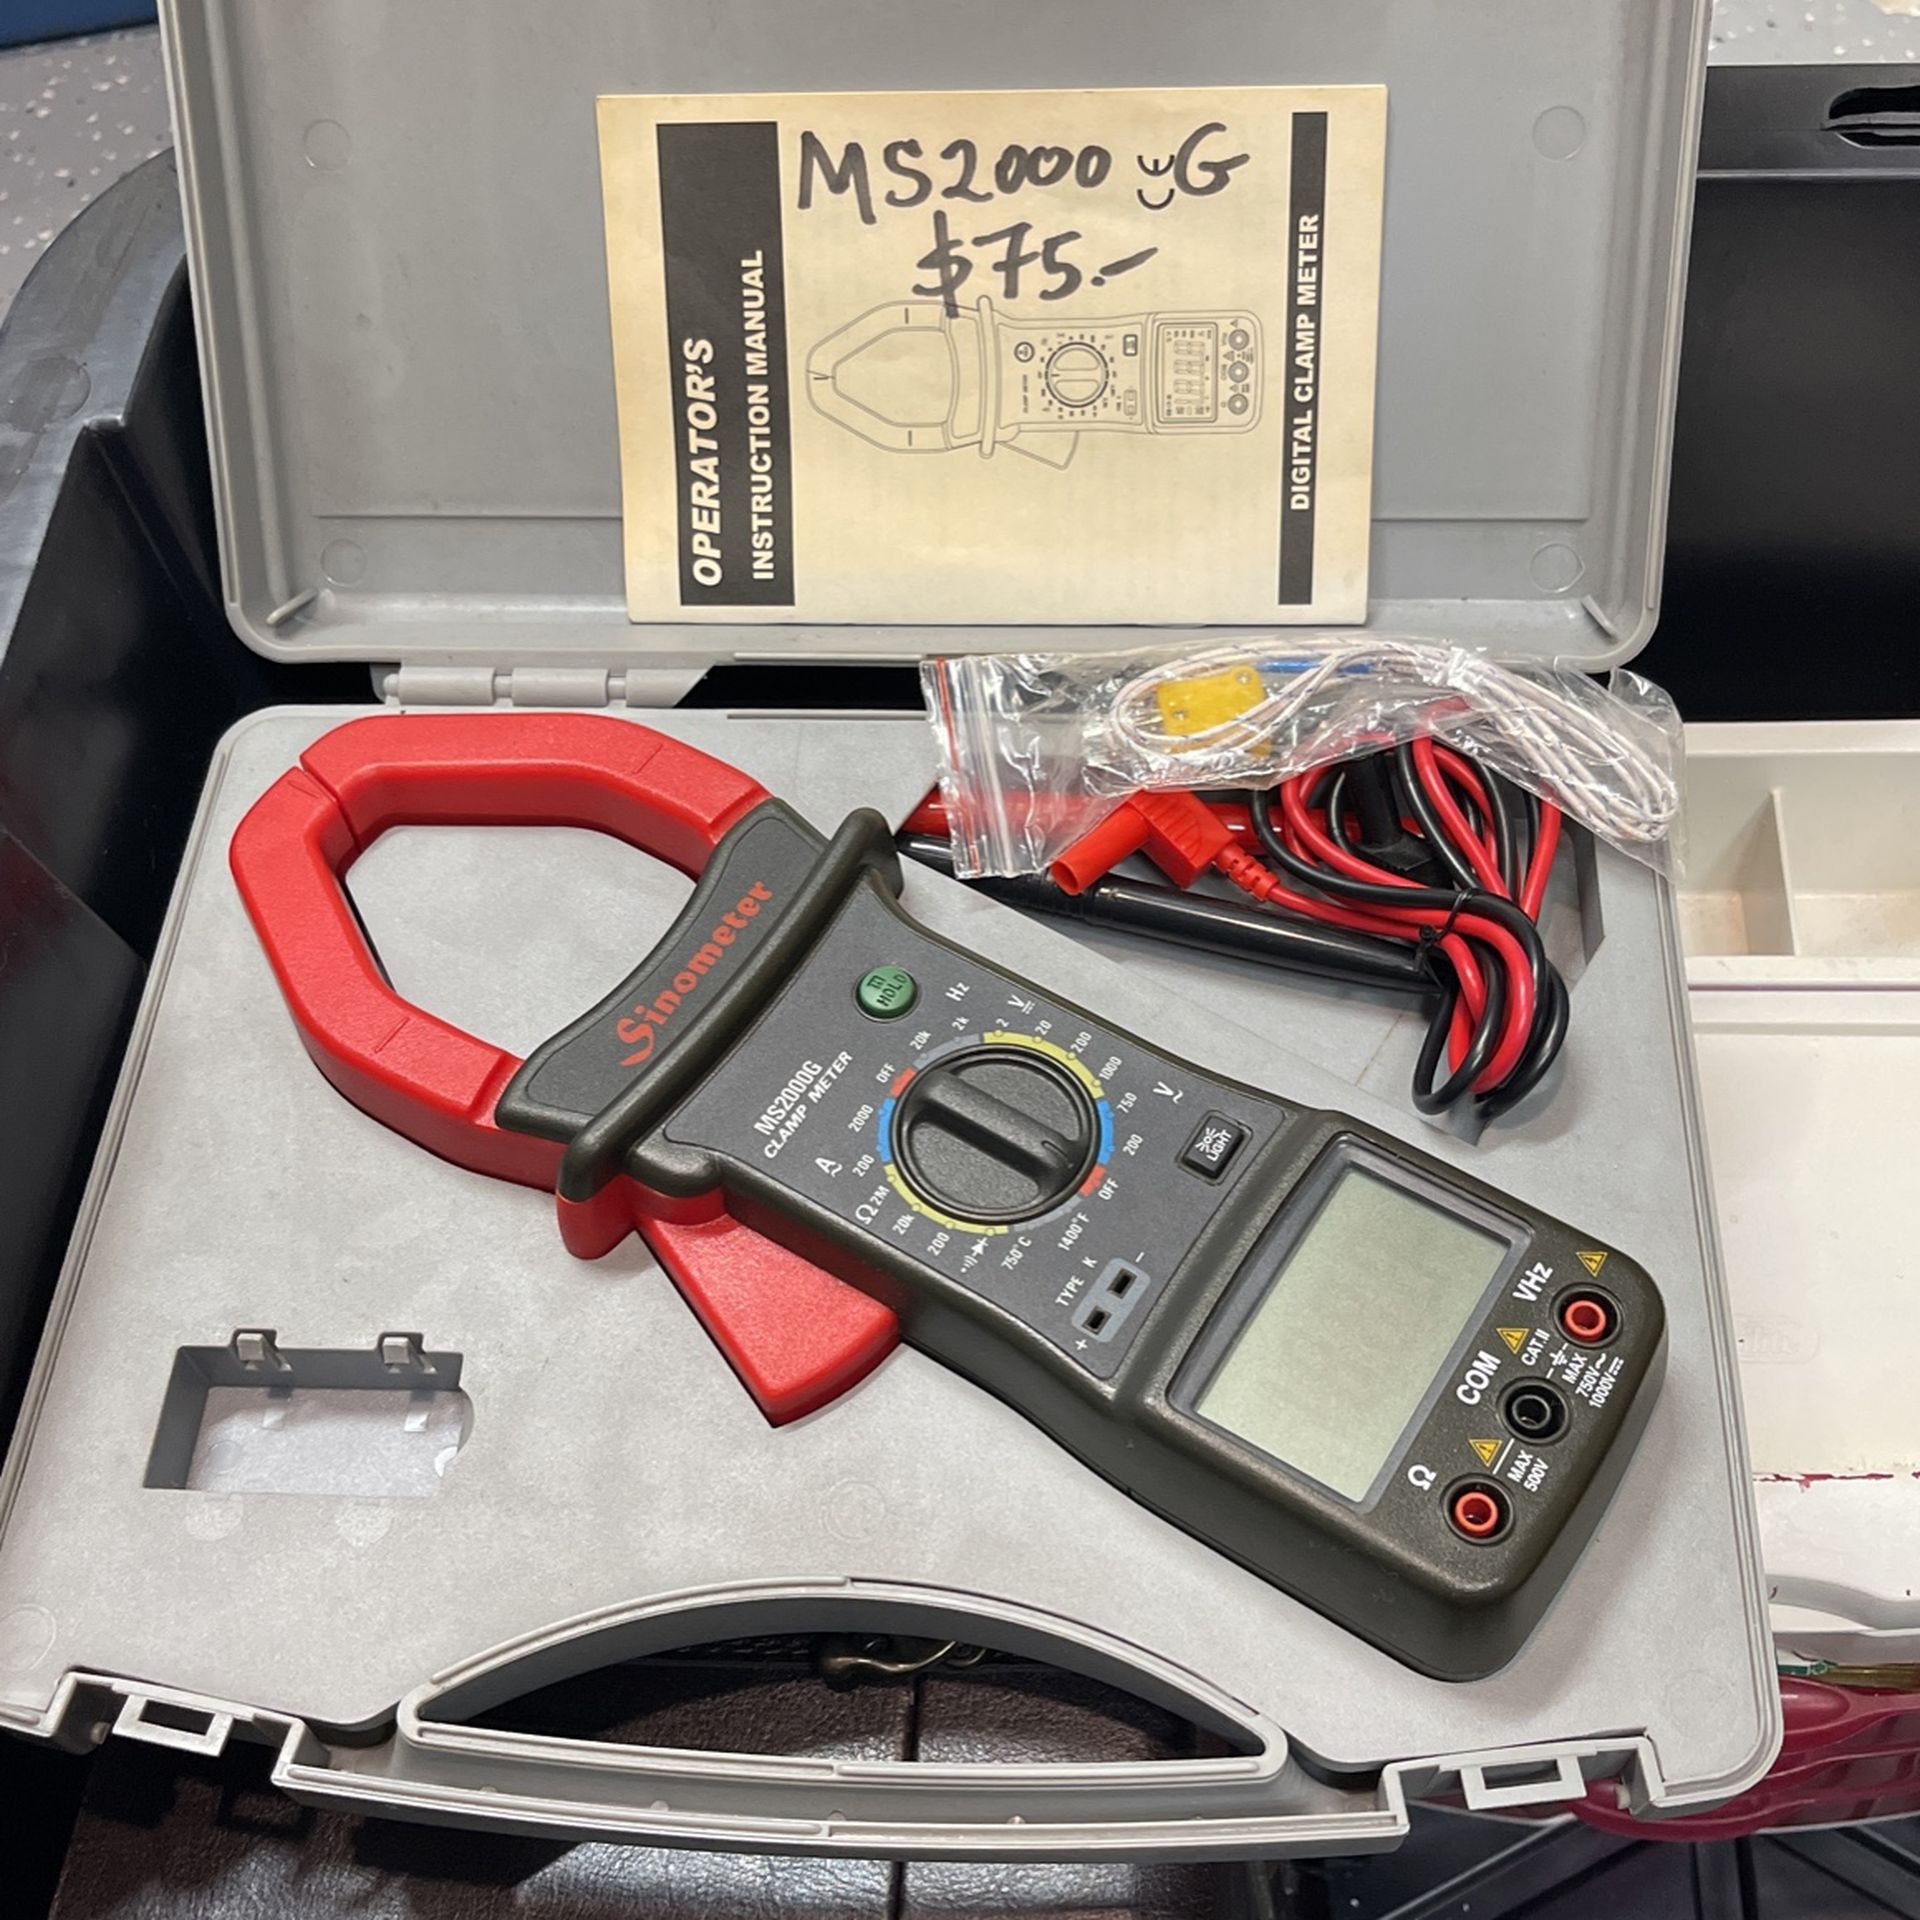 MS2000 CE G
$75.-
OPERATOR'S
INSTRUCTION MANUAL
DIGITAL CLAMP METER
Sinometer
HOLD
MS2000G
CLAMP METER
Hz
20k
2k
V
2
20
200
1000
V~
750
200
OFF
1400°F
750°C
200
20k
2M
Ω
200
2000
A~
OFF
LIGHT
TYPE K
+ −
VHz
COM
CAT.II
MAX
750V~
1000V
Ω
MAX
500V